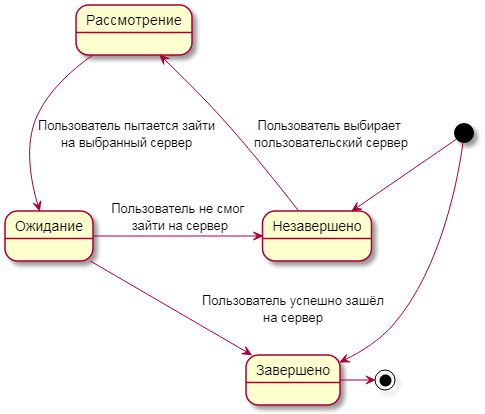 Рассмотрение
Пользователь пытается зайти
на выбранный сервер
Пользователь выбирает
пользовательский сервер
Ожидание
Пользователь не смог
зайти на сервер
Незавершено
Пользователь успешно зашёл
на сервер
Завершено